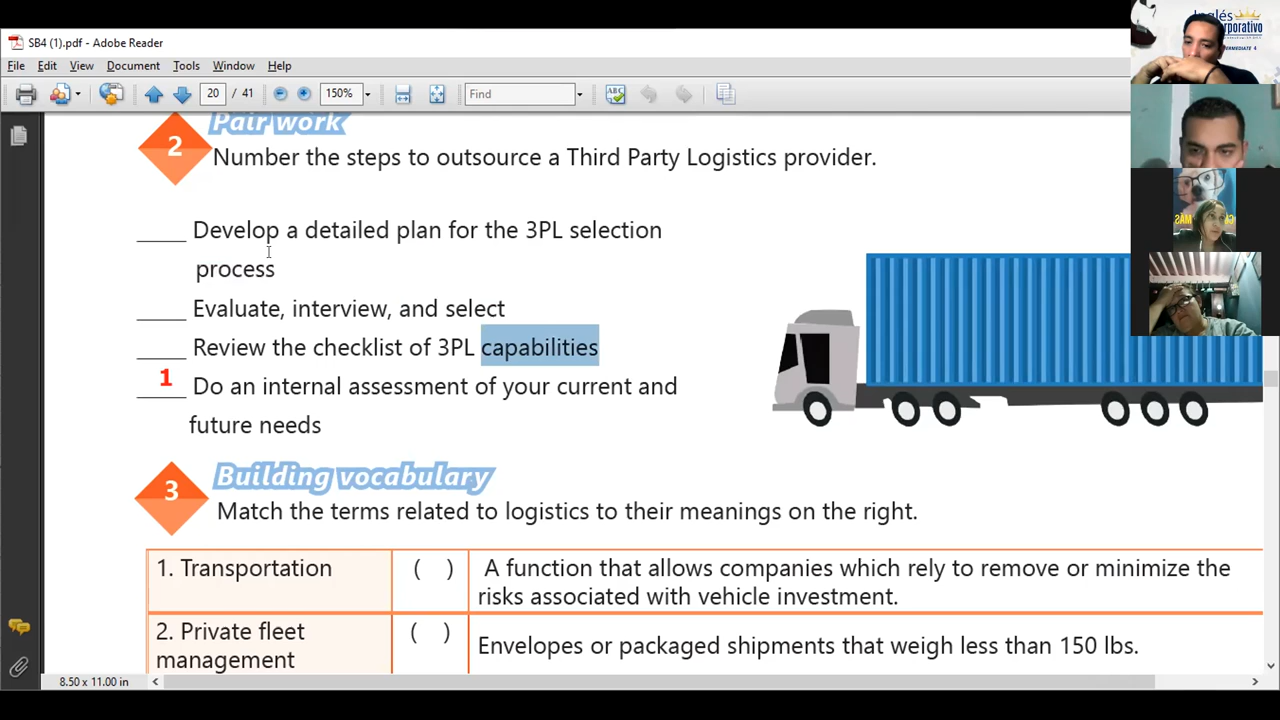 SB4 (1).pdf - Adobe Reader
File Edit View Document Tools Window Help
20 / 41 150% Find
Inglés
orporativo
INTERMEDIATE 4
2 Pair work
Number the steps to outsource a Third Party Logistics provider.
_____ Develop a detailed plan for the 3PL selection
process
_____ Evaluate, interview, and select
_____ Review the checklist of 3PL capabilities
1 Do an internal assessment of your current and
future needs
3 Building vocabulary
Match the terms related to logistics to their meanings on the right.
1. Transportation ( ) A function that allows companies which rely to remove or minimize the
risks associated with vehicle investment.
2. Private fleet
management ( ) Envelopes or packaged shipments that weigh less than 150 lbs.
8.50 x 11.00 in